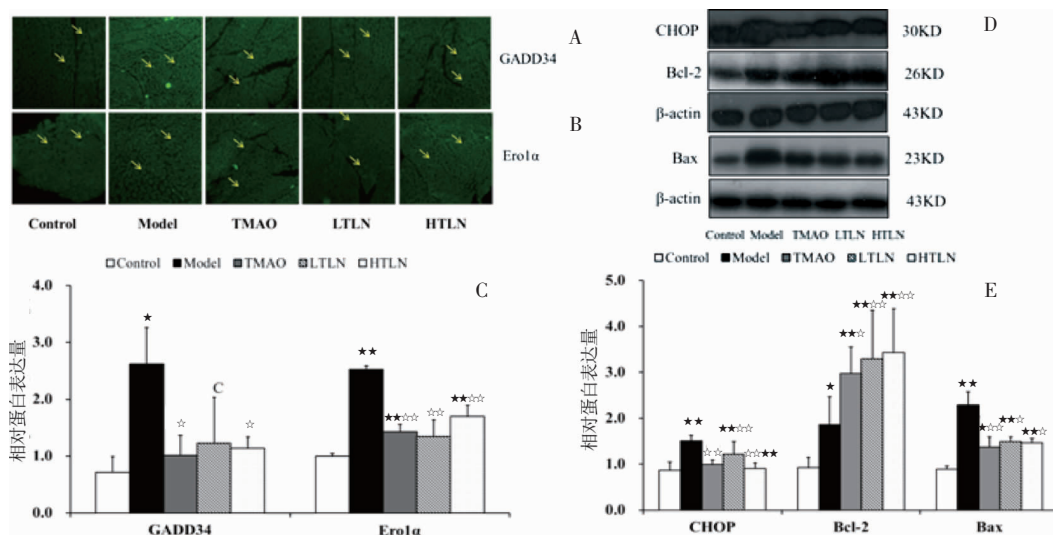 A
GADD34
B
Ero1α
Control Model TMAO LTLN HTLN
□Control ■Model ■TMAO ▨LTLN □HTLN
C
相对蛋白表达量
4.0
3.0
2.0
1.0
0.0
★
☆
C
☆
★★
★★☆☆
☆☆
★★☆☆
GADD34 Ero1α
D
CHOP 30KD
Bcl-2 26KD
β-actin 43KD
Bax 23KD
β-actin 43KD
Control Model TMAO LTLN HTLN
□Control ■Model ■TMAO ▨LTLN □HTLN
E
相对蛋白表达量
5.0
4.0
3.0
2.0
1.0
0.0
★★
☆☆
★★☆☆
☆☆★★
★
★★☆
★★☆☆
★★☆☆
★★
★☆☆
★★☆
★★☆
CHOP Bcl-2 Bax